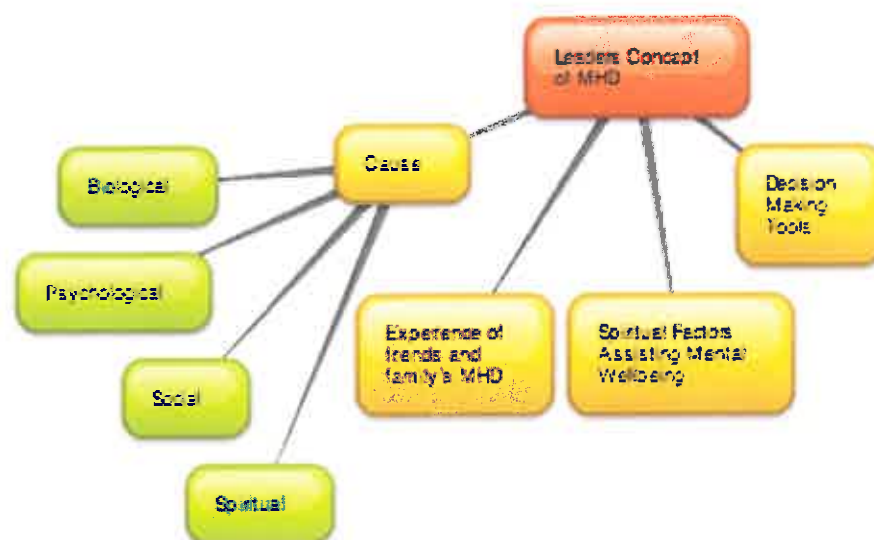 Leaders Concept
of MHD
Cause
Biological
Psychological
Social
Spiritual
Experience of
friends and
family's MHD
Spiritual Factors
Assisting Mental
Wellbeing
Decision
Making
Tools